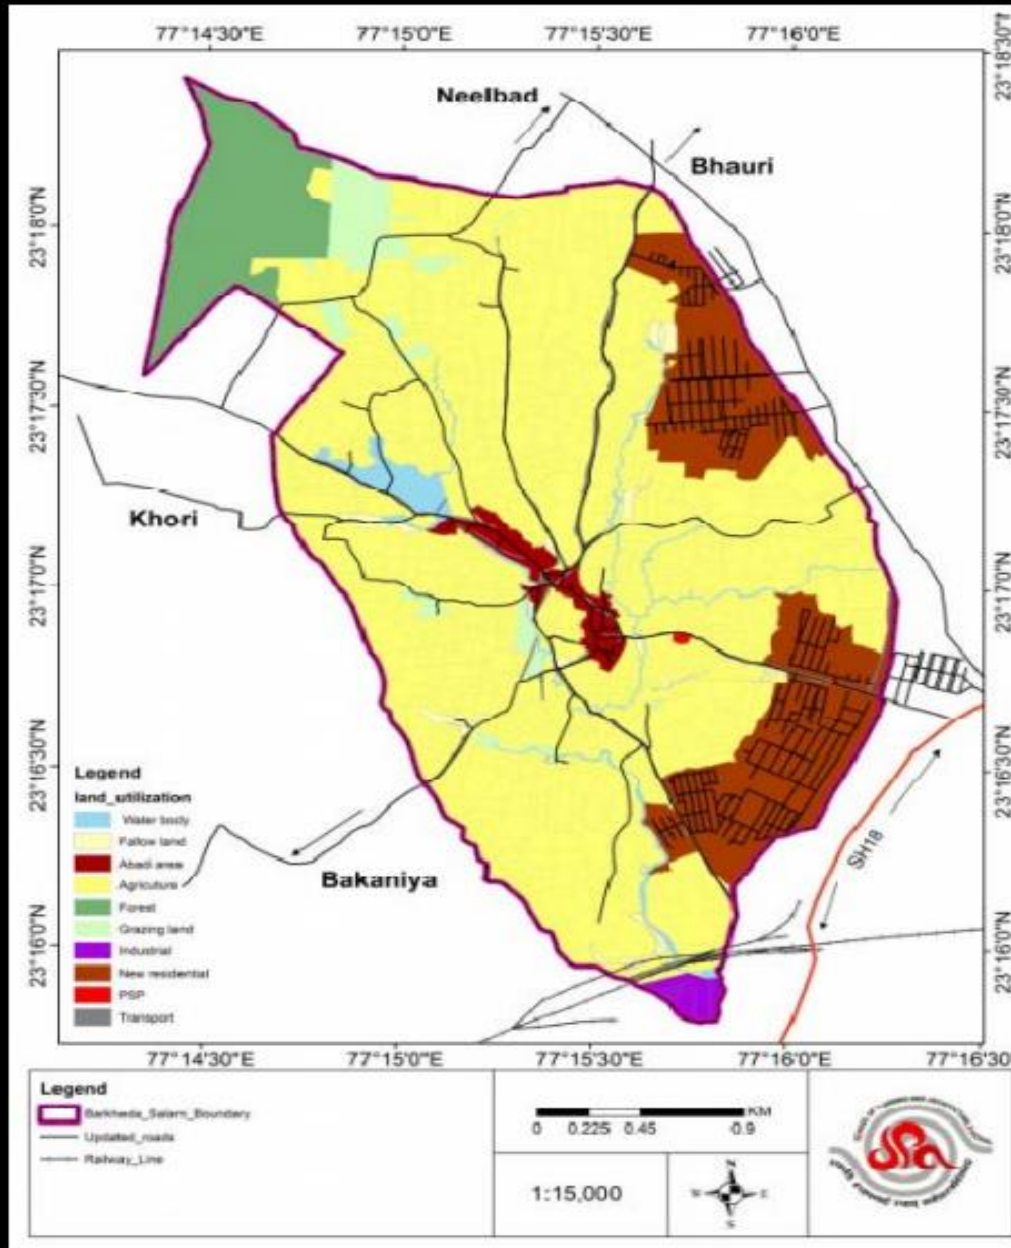 77°14'30"E 77°15'0"E 77°15'30"E 77°16'0"E
23°18'30"
Neelbad
Bhauri
23°18'0"N
23°18'0"N
23°17'30"N
23°17'30"N
Khori
23°17'0"N
23°17'0"N
23°16'30"N
23°16'30"N
SH18
Bakaniya
23°16'0"N
23°16'0"N
Legend
land_utilization
Water body
Fallow land
Abadi area
Agriculture
Forest
Grazing land
Industrial
New residential
PSP
Transport
77°14'30"E 77°15'0"E 77°15'30"E 77°16'0"E 77°16'30
Legend
Barkheda_Salam_Boundary
Updated_roads
Railway_Line
KM
0 0.225 0.45 0.9
1:15,000
N
W E
S
spa